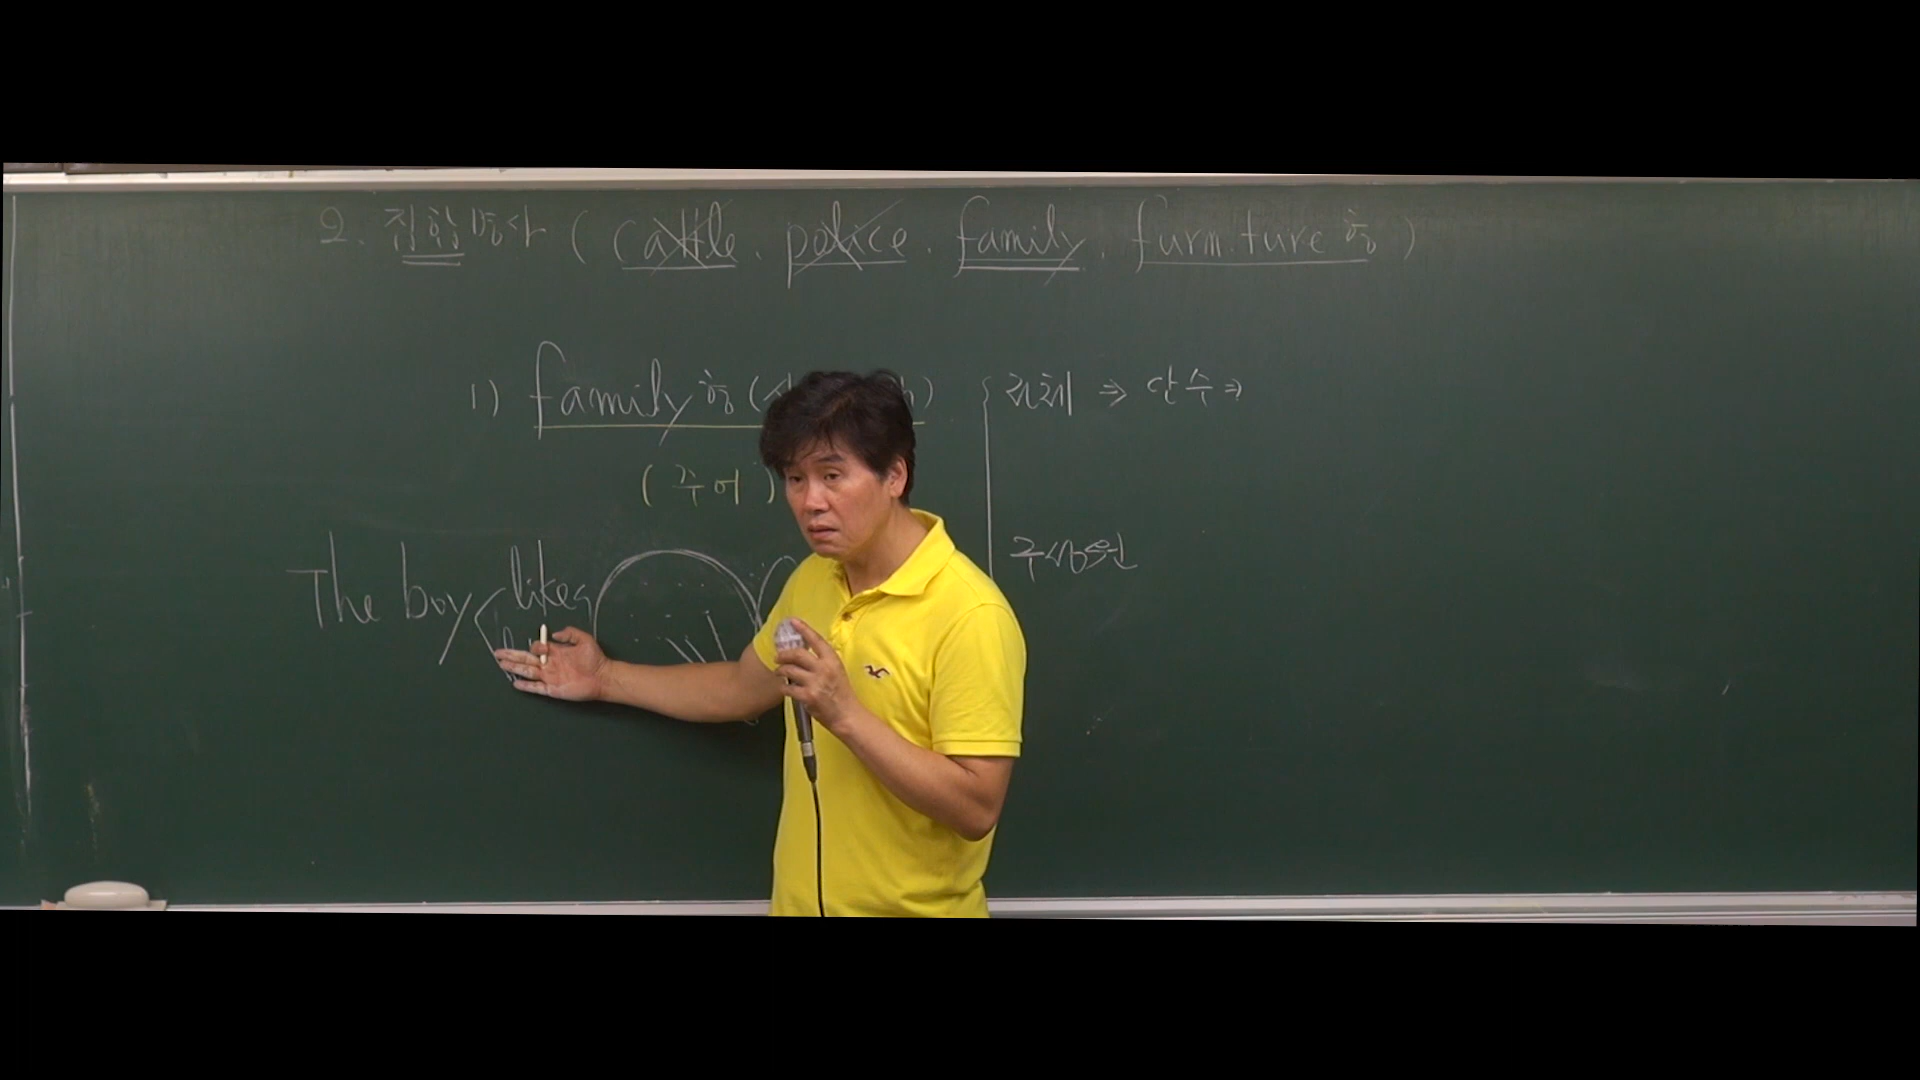 2. 집합명사 ( cattle. police. family. furniture 등 )
1) family 등 (
전체 ⇒ 단수 ⇒
( 주어 )
구성원
The boy likes